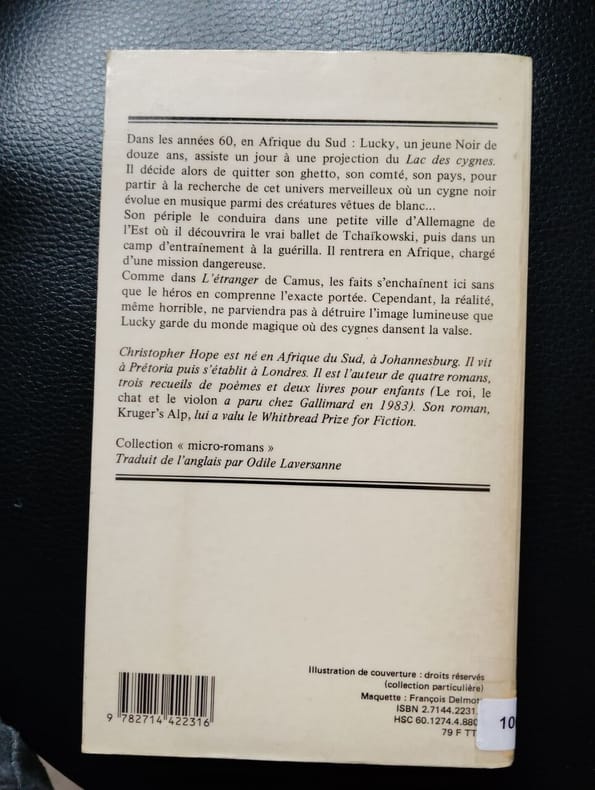 Dans les années 60, en Afrique du Sud : Lucky, un jeune Noir de
douze ans, assiste un jour à une projection du Lac des cygnes.
Il décide alors de quitter son ghetto, son comté, son pays, pour
partir à la recherche de cet univers merveilleux où un cygne noir
évolue en musique parmi des créatures vêtues de blanc...
Son périple le conduira dans une petite ville d'Allemagne de
l'Est où il découvrira le vrai ballet de Tchaïkowski, puis dans un
camp d'entraînement à la guérilla. Il rentrera en Afrique, chargé
d'une mission dangereuse.
Comme dans L'étranger de Camus, les faits s'enchaînent ici sans
que le héros en comprenne l'exacte portée. Cependant, la réalité,
même horrible, ne parviendra pas à détruire l'image lumineuse que
Lucky garde du monde magique où des cygnes dansent la valse.
Christopher Hope est né en Afrique du Sud, à Johannesburg. Il vit
à Prétoria puis s'établit à Londres. Il est l'auteur de quatre romans,
trois recueils de poèmes et deux livres pour enfants (Le roi, le
chat et le violon a paru chez Gallimard en 1983). Son roman,
Kruger's Alp, lui a valu le Whitbread Prize for Fiction.
Collection « micro-romans »
Traduit de l'anglais par Odile Laversanne
Illustration de couverture : droits réservés
(collection particulière)
Maquette : François Delmot
ISBN 2.7144.2231.
HSC 60.1274.4.880
79 F TT
10
9 782714 422316